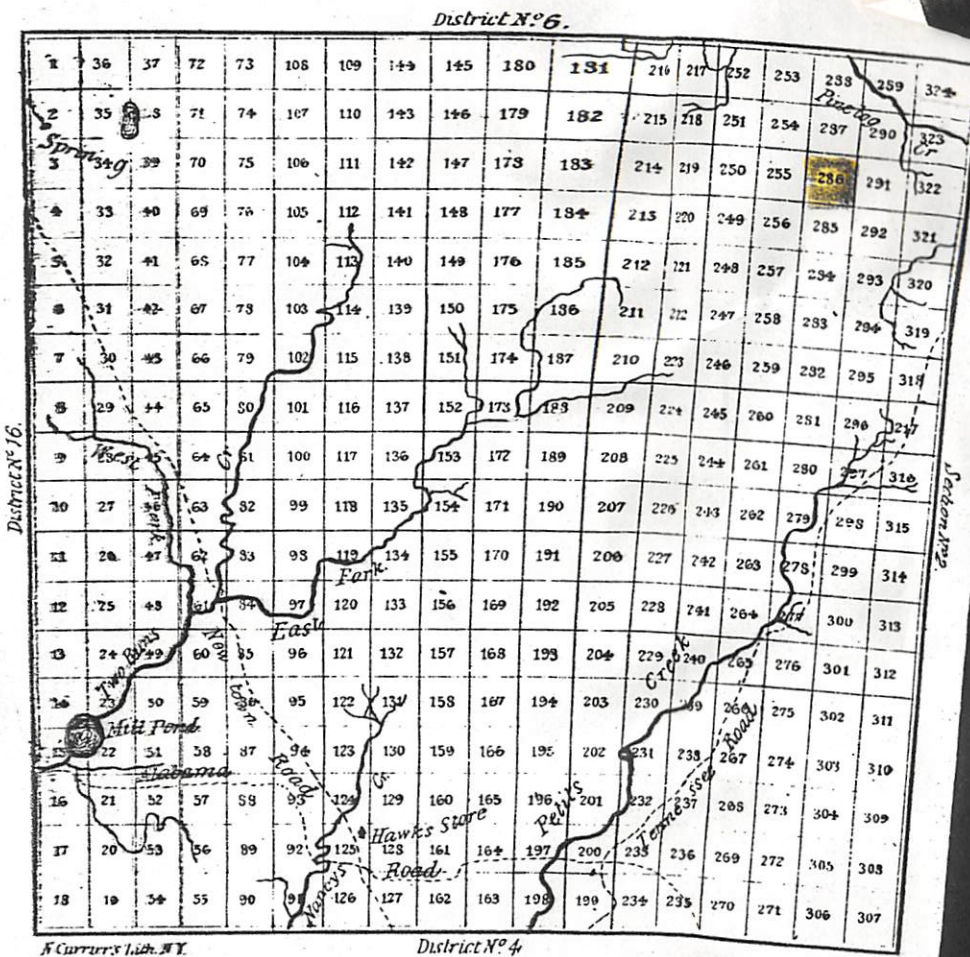 District Nº 6.
1 36 37 72 73 108 109 144 145 180 181 216 217 252 253 288 289 324
2 35 71 74 107 110 143 146 179 182 215 218 251 254 287 290 323
Pinelog Cr
Spring
3 34 39 70 75 106 111 142 147 178 183 214 219 250 255 286 291 322
4 33 40 69 76 105 112 141 148 177 184 213 220 249 256 285 292 321
5 32 41 68 77 104 113 140 149 176 185 212 221 248 257 284 293 320
6 31 42 67 78 103 114 139 150 175 186 211 222 247 258 283 294 319
7 30 43 66 79 102 115 138 151 174 187 210 223 246 259 282 295 318
8 29 44 65 80 101 116 137 152 173 188 209 224 245 260 281 296 317
District Nº 16.
9 64 81 100 117 136 153 172 189 208 225 244 261 280 297 316
West Fork
Cr
10 27 46 63 82 99 118 135 154 171 190 207 226 243 262 279 298 315
Section Nº 2.
11 26 47 62 83 98 119 134 155 170 191 206 227 242 263 278 299 314
East Fork
12 25 48 61 84 97 120 133 156 169 192 205 228 241 264 277 300 313
13 24 49 60 85 96 121 132 157 168 193 204 229 240 265 276 301 312
Two Runs
14 23 50 59 95 122 131 158 167 194 203 230 239 266 275 302 311
Mill Pond
15 22 51 58 87 94 123 130 159 166 195 202 231 238 267 274 303 310
Alabama
New town Road
16 21 52 57 88 93 124 129 160 165 196 201 232 237 268 273 304 309
Hawks Store
Pettis Creek
Tennessee Road
17 20 53 56 89 92 125 128 161 164 197 200 233 236 269 272 305 308
Road
Nancys Cr.
18 19 54 55 90 91 126 127 162 163 198 199 234 235 270 271 306 307
N Currier's Lith. N.Y.
District Nº 4